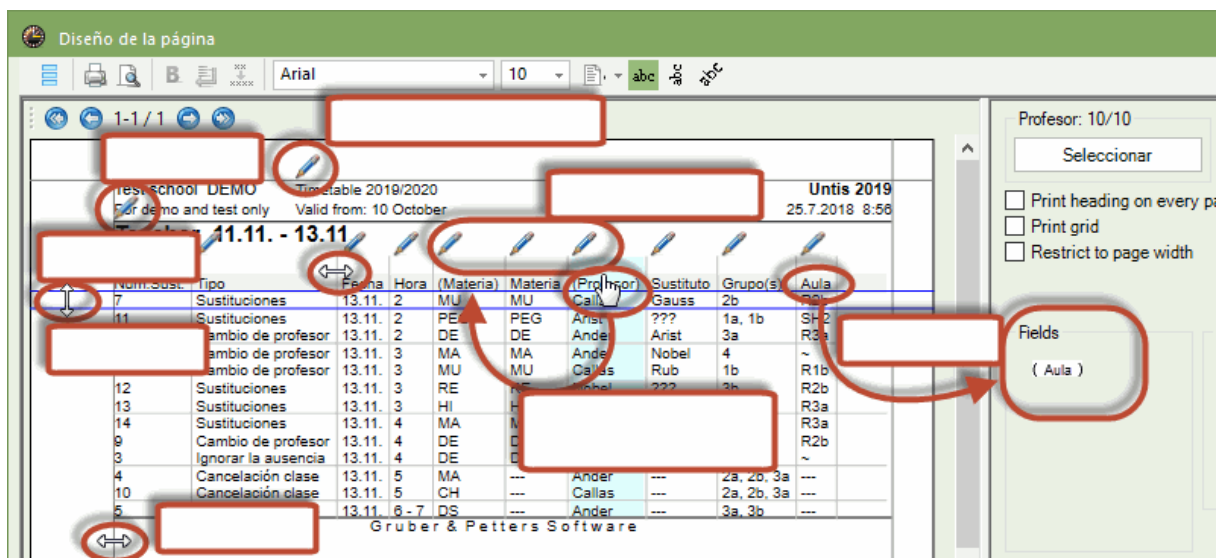 Diseño de la página
B
Arial
10
abc
abc
abc
1-1 / 1
Profesor: 10/10
Seleccionar
Print heading on every pa
Print grid
Restrict to page width
Fields
( Aula )
Test school DEMO Timetable 2019/2020 Untis 2019
For demo and test only Valid from: 10 October 25.7.2018 8:56
11.11. - 13.11
Núm.Sust. Tipo Fecha Hora (Materia) Materia (Profesor) Sustituto Grupo(s) Aula
7 Sustituciones 13.11. 2 MU MU Callas Gauss 2b R2b
11 Sustituciones 13.11. 2 PEG PEG Arist ??? 1a, 1b SH2
Cambio de profesor 13.11. 2 DE DE Ander Arist 3a R3a
Cambio de profesor 13.11. 3 MA MA Ander Nobel 4 ~
Cambio de profesor 13.11. 3 MU MU Callas Rub 1b R1b
12 Sustituciones 13.11. 3 RE RE Nobel ??? 3b R2b
13 Sustituciones 13.11. 3 HI R3a
14 Sustituciones 13.11. 4 MA R3a
9 Cambio de profesor 13.11. 4 DE R2b
3 Ignorar la ausencia 13.11. 4 DE ~
4 Cancelación clase 13.11. 5 MA --- Ander --- 2a, 2b, 3a ---
10 Cancelación clase 13.11. 5 CH --- Callas --- 2a, 2b, 3a ---
5 13.11. 6 - 7 DS --- Ander --- 3a, 3b ---
Gruber & Petters Software